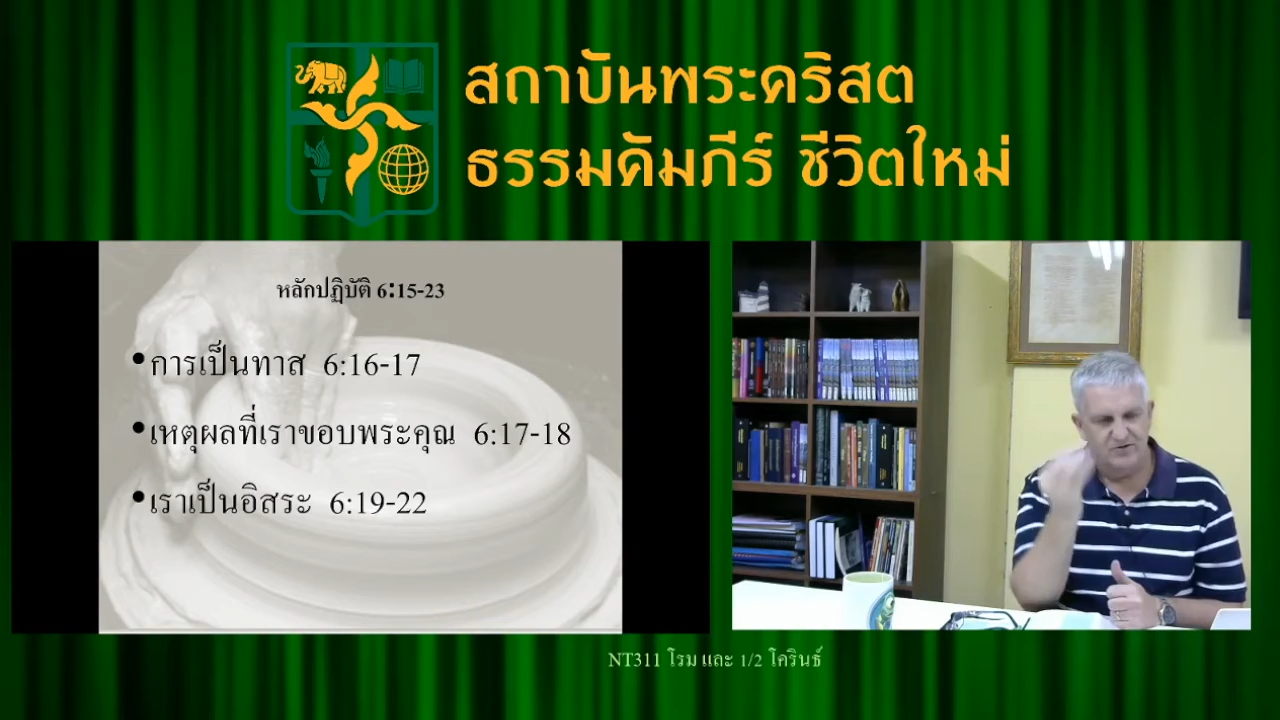 สถาบันพระคริสต
ธรรมคัมภีร์ ชีวิตใหม่
หลักปฏิบัติ 6:15-23
•การเป็นทาส 6:16-17
•เหตุผลที่เราขอบพระคุณ 6:17-18
•เราเป็นอิสระ 6:19-22
NT311 โรม และ 1/2 โครินธ์